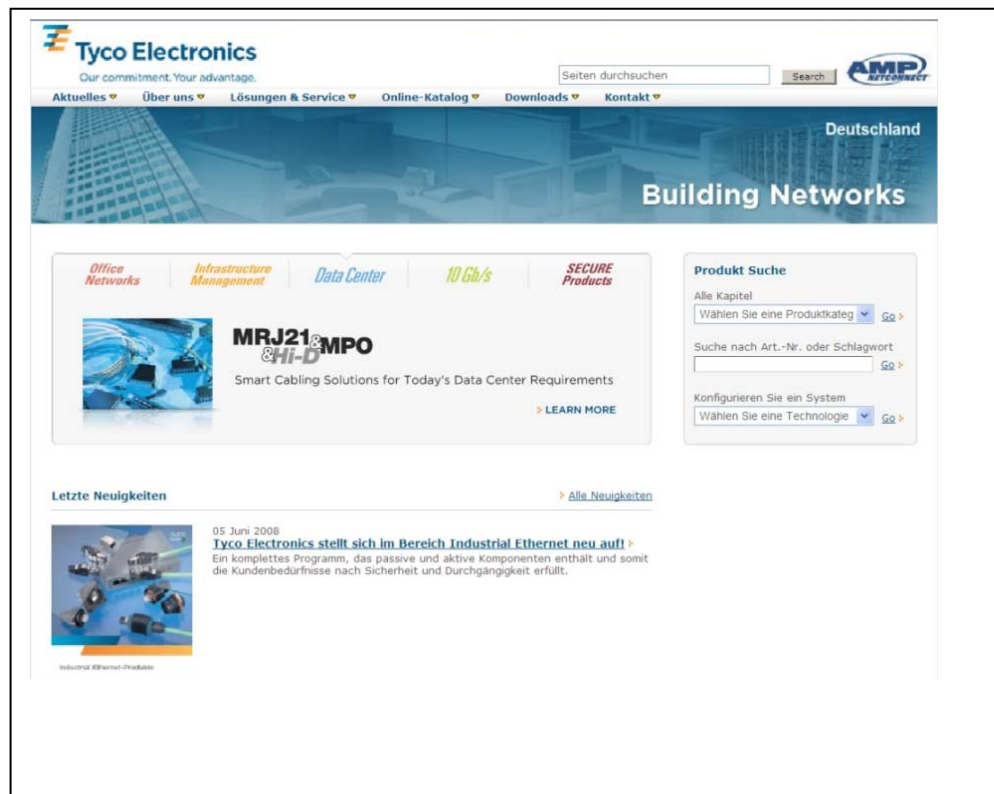 Tyco Electronics
Our commitment. Your advantage.
Seiten durchsuchen
Search
AMP
NETCONNECT
Aktuelles Über uns Lösungen & Service Online-Katalog Downloads Kontakt
Deutschland
Building Networks
Office Networks
Infrastructure Management
Data Center
10 Gb/s
SECURE Products
MRJ21 & Hi-D & MPO
Smart Cabling Solutions for Today's Data Center Requirements
LEARN MORE
Produkt Suche
Alle Kapitel
Wählen Sie eine Produktkateg Go
Suche nach Art.-Nr. oder Schlagwort
Go
Konfigurieren Sie ein System
Wählen Sie eine Technologie Go
Letzte Neuigkeiten
Alle Neuigkeiten
05 Juni 2008
Tyco Electronics stellt sich im Bereich Industrial Ethernet neu auf!
Ein komplettes Programm, das passive und aktive Komponenten enthält und somit
die Kundenbedürfnisse nach Sicherheit und Durchgängigkeit erfüllt.
Industrial Ethernet-Produkte